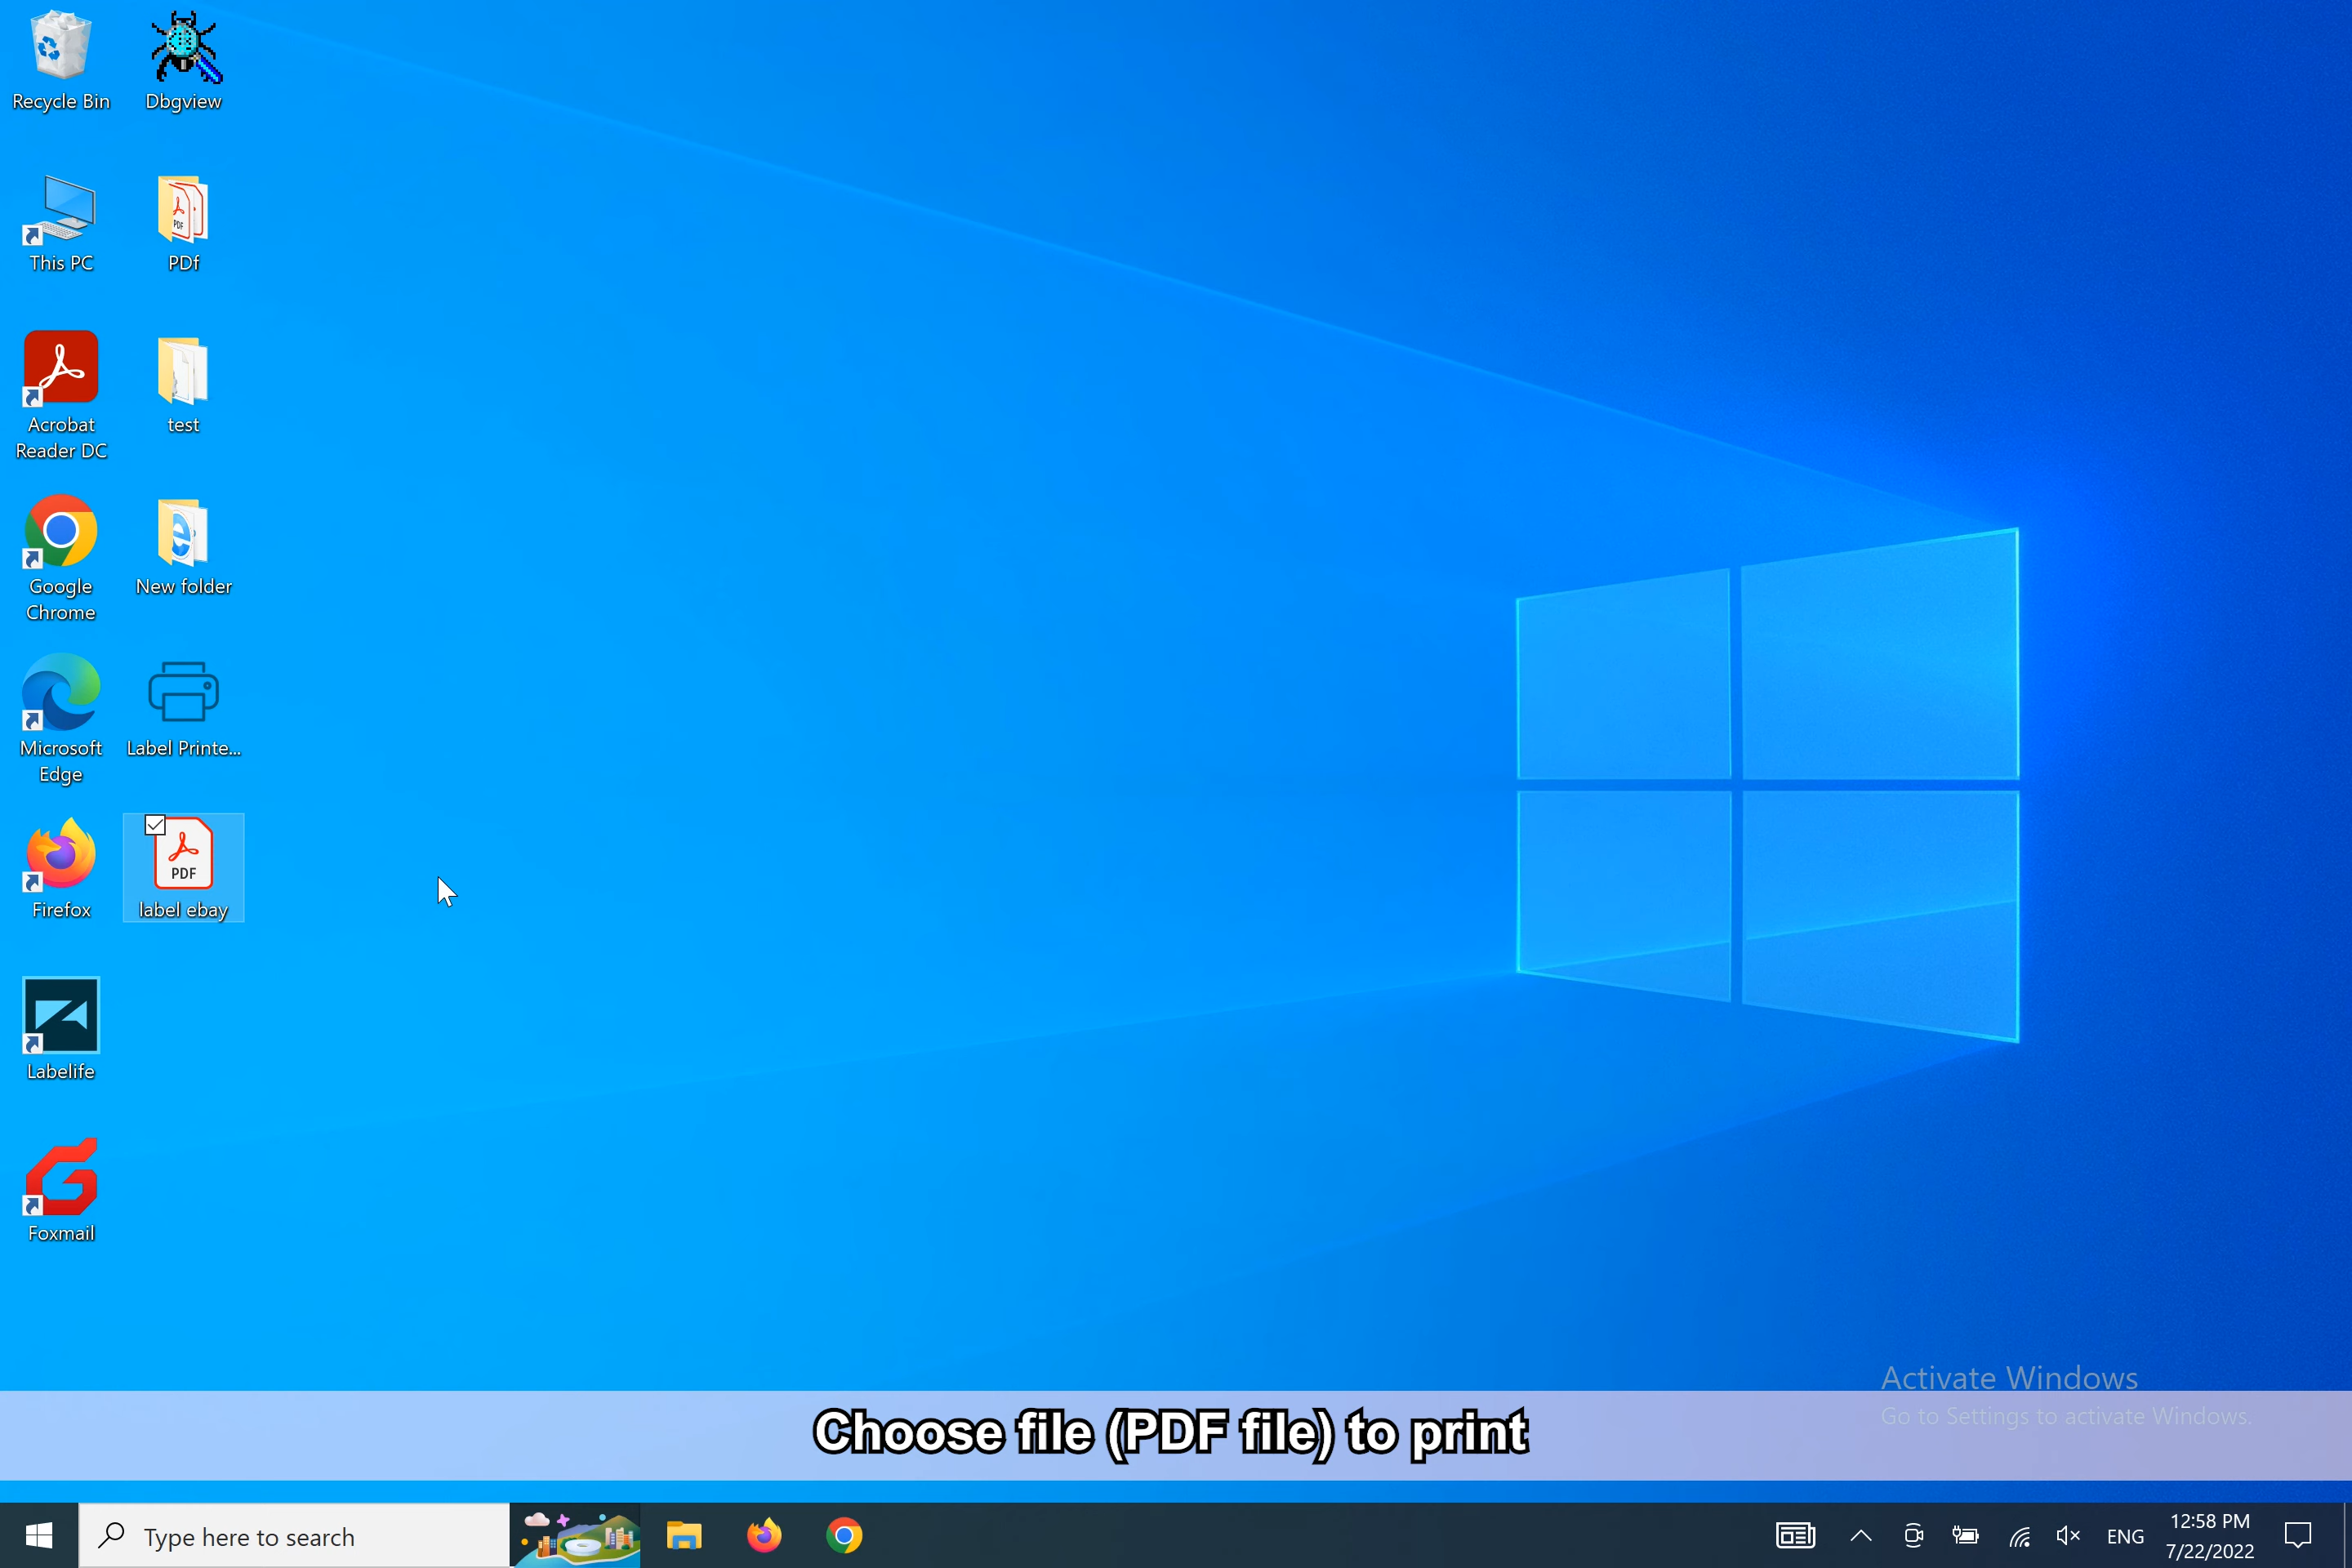 Recycle Bin
Dbgview
This PC
PDf
Acrobat
Reader DC
test
Google
Chrome
New folder
Microsoft
Edge
Label Printe...
Firefox
PDF
label ebay
Labelife
Foxmail
Activate Windows
Go to Settings to activate Windows.
Choose file (PDF file) to print
Type here to search
ENG
12:58 PM
7/22/2022